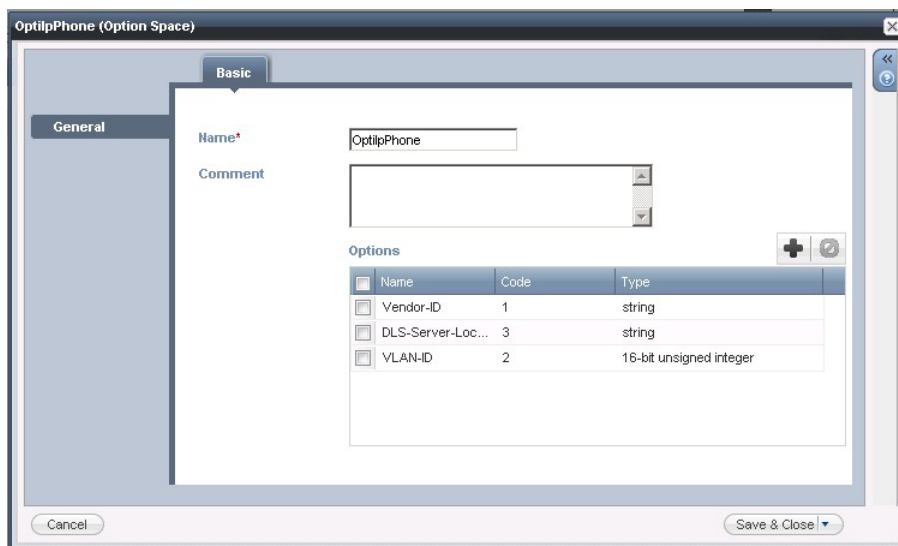 OptiIpPhone (Option Space)
Basic
General
Name*
OptiIpPhone
Comment
Options
Name Code Type
Vendor-ID 1 string
DLS-Server-Loc... 3 string
VLAN-ID 2 16-bit unsigned integer
Cancel
Save & Close